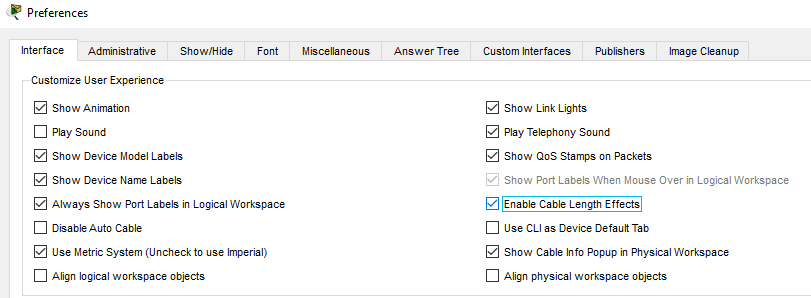 Preferences
Interface Administrative Show/Hide Font Miscellaneous Answer Tree Custom Interfaces Publishers Image Cleanup
Customize User Experience
Show Animation
Show Link Lights
Play Sound
Play Telephony Sound
Show Device Model Labels
Show QoS Stamps on Packets
Show Device Name Labels
Show Port Labels When Mouse Over in Logical Workspace
Always Show Port Labels in Logical Workspace
Enable Cable Length Effects
Disable Auto Cable
Use CLI as Device Default Tab
Use Metric System (Uncheck to use Imperial)
Show Cable Info Popup in Physical Workspace
Align logical workspace objects
Align physical workspace objects